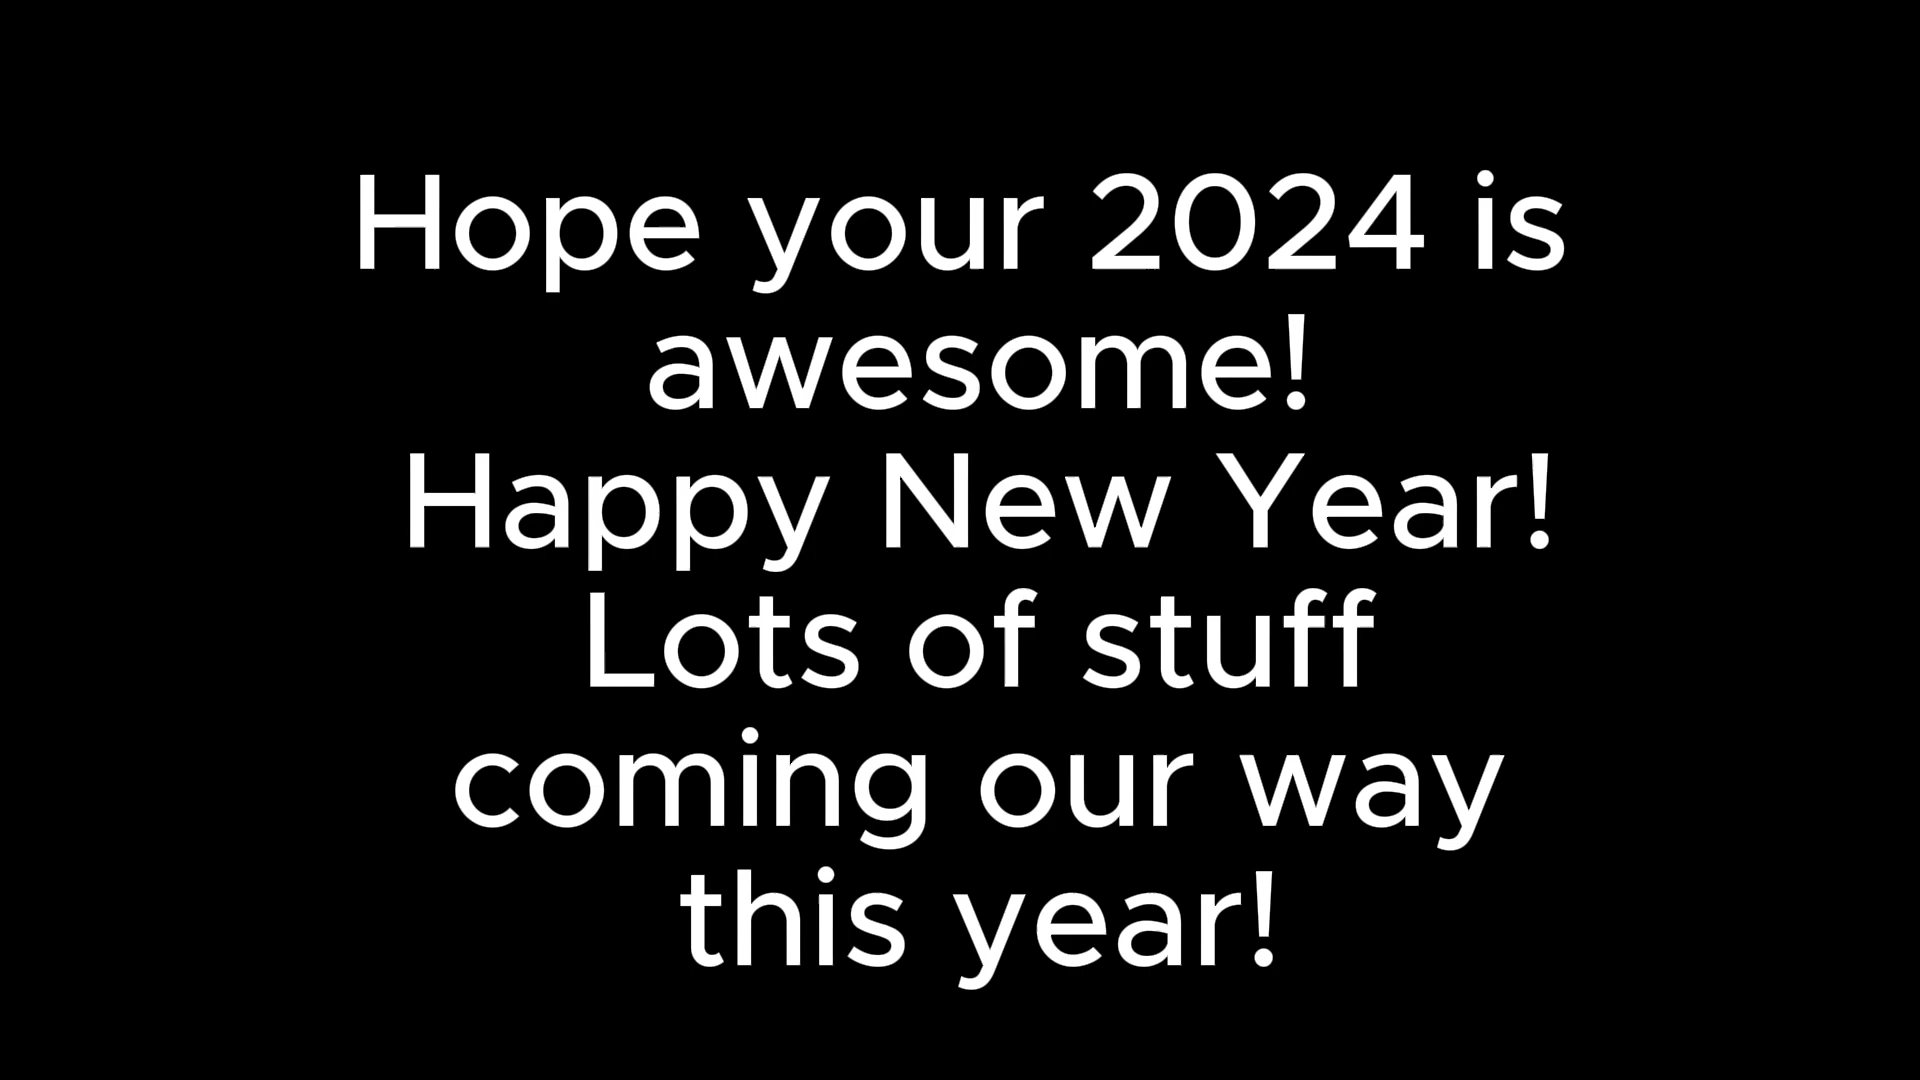 Hope your 2024 is
awesome!
Happy New Year!
Lots of stuff
coming our way
this year!